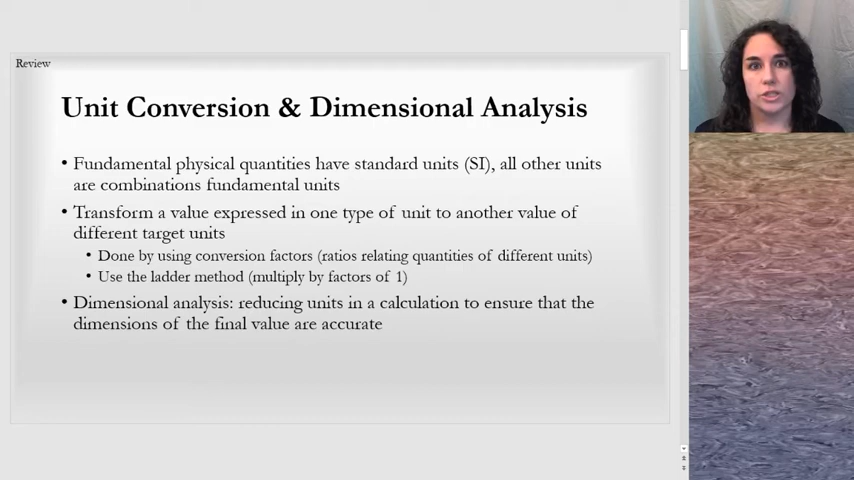 Review
Unit Conversion & Dimensional Analysis
• Fundamental physical quantities have standard units (SI), all other units
are combinations fundamental units
• Transform a value expressed in one type of unit to another value of
different target units
• Done by using conversion factors (ratios relating quantities of different units)
• Use the ladder method (multiply by factors of 1)
• Dimensional analysis: reducing units in a calculation to ensure that the
dimensions of the final value are accurate